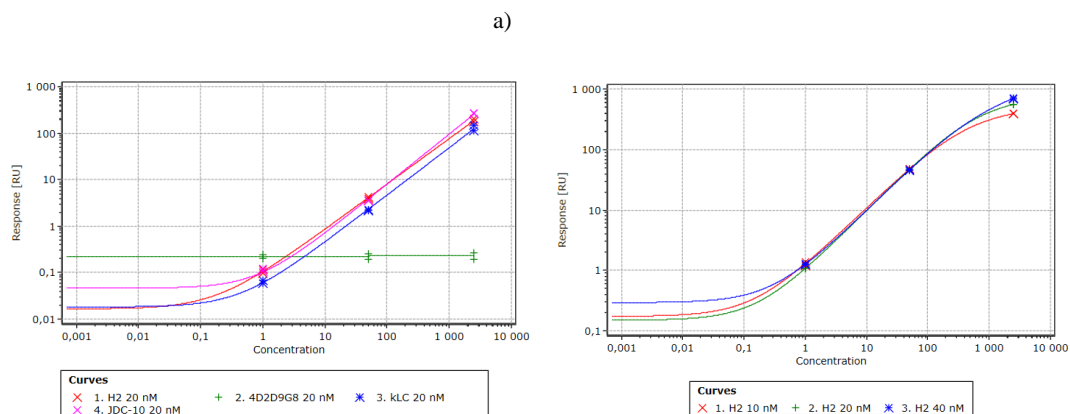 a)
Response [RU]
1 000
100
10
1
0,1
0,01
0,001 0,01 0,1 1 10 100 1 000 10 000
Concentration
Curves
1. H2 20 nM 2. 4D2D9G8 20 nM 3. kLC 20 nM
4. JDC-10 20 nM
Response [RU]
1 000
100
10
1
0,1
0,001 0,01 0,1 1 10 100 1 000 10 000
Concentration
Curves
1. H2 10 nM 2. H2 20 nM 3. H2 40 nM